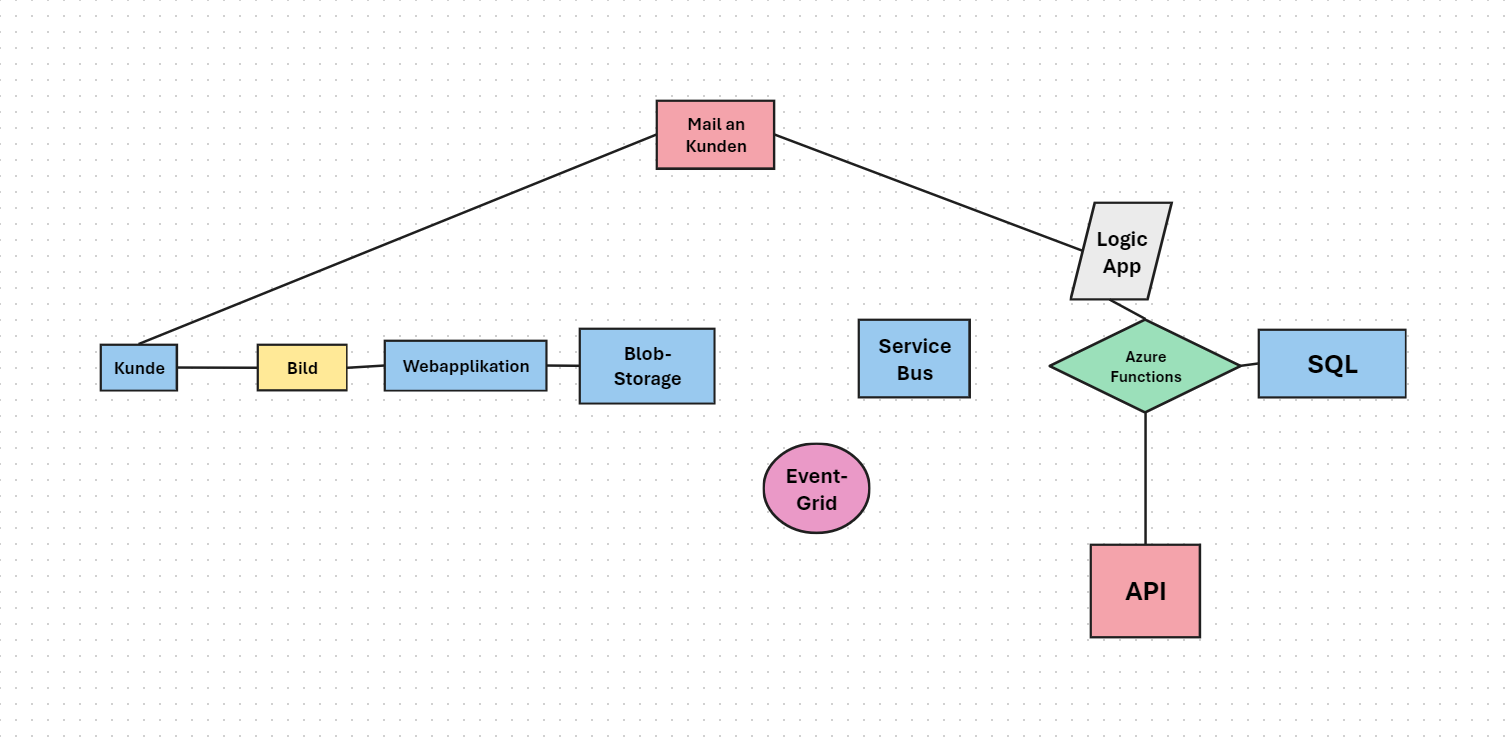 Mail an
Kunden
Logic
App
Kunde
Bild
Webapplikation
Blob-
Storage
Service
Bus
Azure
Functions
SQL
Event-
Grid
API